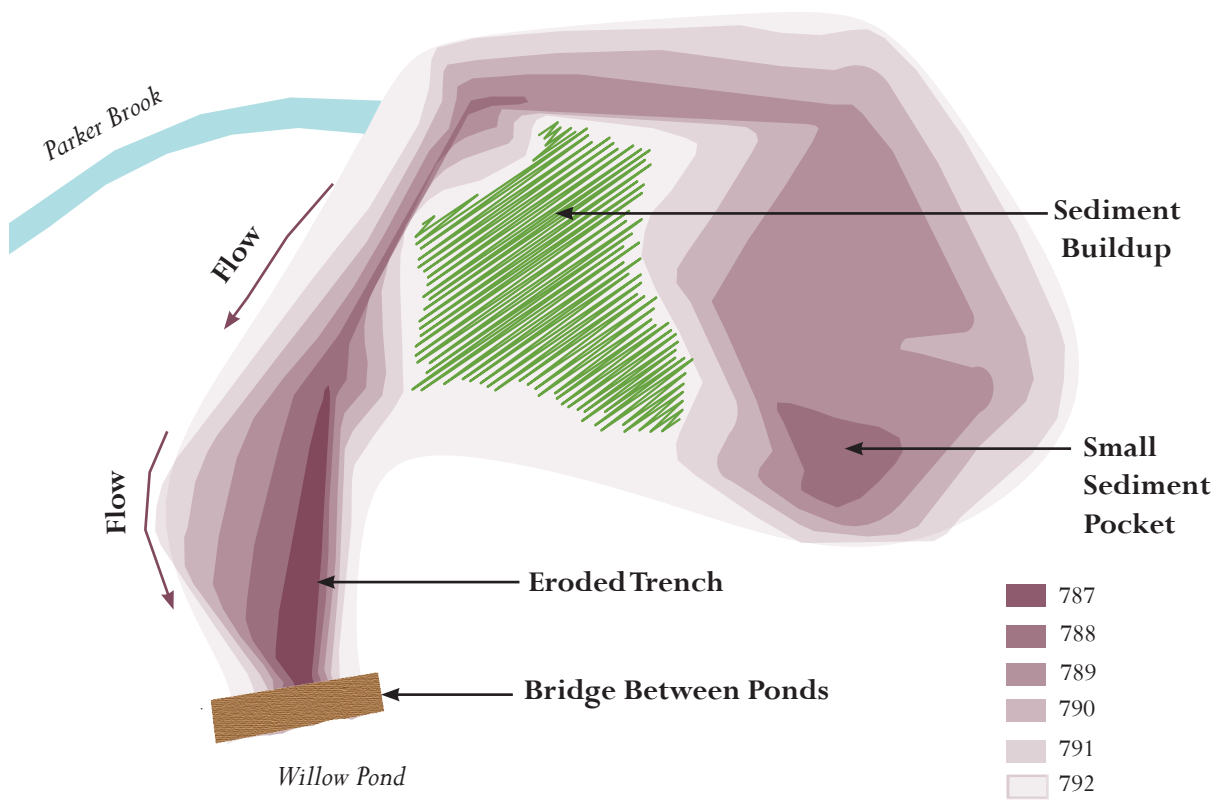 Parker Brook
Flow
Sediment
Buildup
Flow
Small
Sediment
Pocket
Eroded Trench
Bridge Between Ponds
Willow Pond
787
788
789
790
791
792